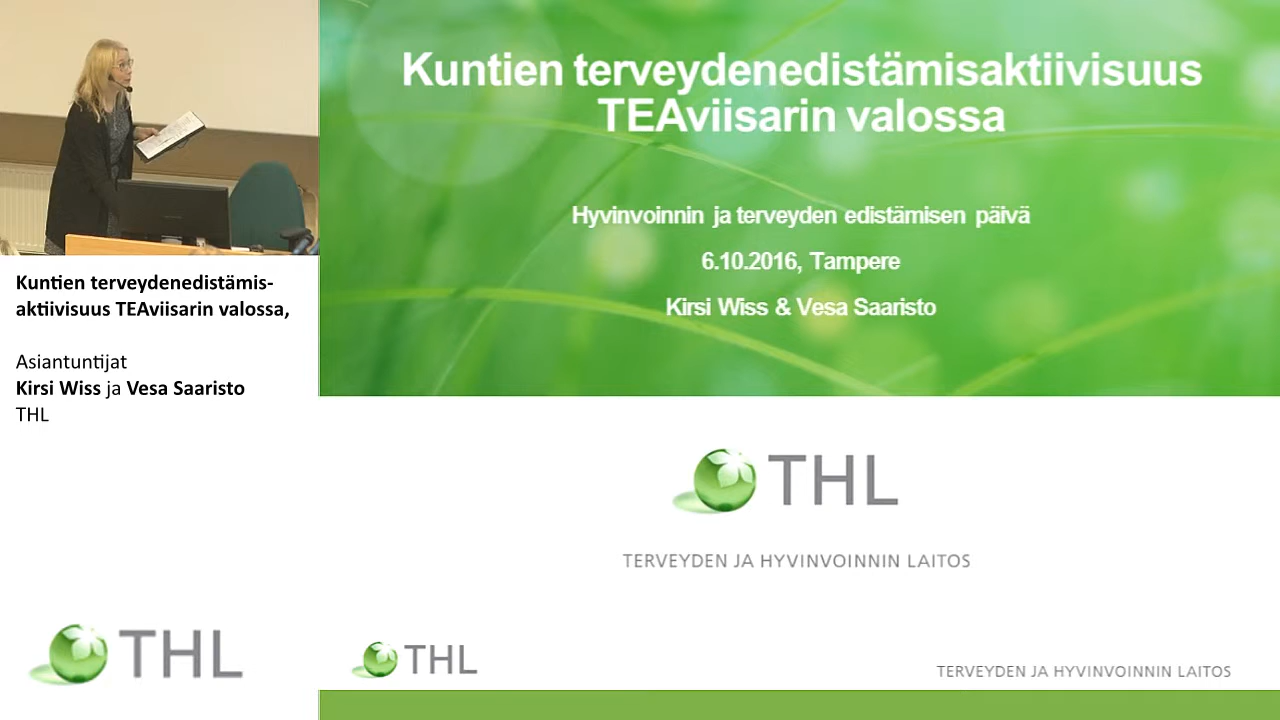 Kuntien terveydenedistämisaktiivisuus
TEAviisarin valossa
Hyvinvoinnin ja terveyden edistämisen päivä
6.10.2016, Tampere
Kirsi Wiss & Vesa Saaristo
THL
TERVEYDEN JA HYVINVOINNIN LAITOS
THL
TERVEYDEN JA HYVINVOINNIN LAITOS
Kuntien terveydenedistämis-
aktiivisuus TEAviisarin valossa,
Asiantuntijat
Kirsi Wiss ja Vesa Saaristo
THL
THL